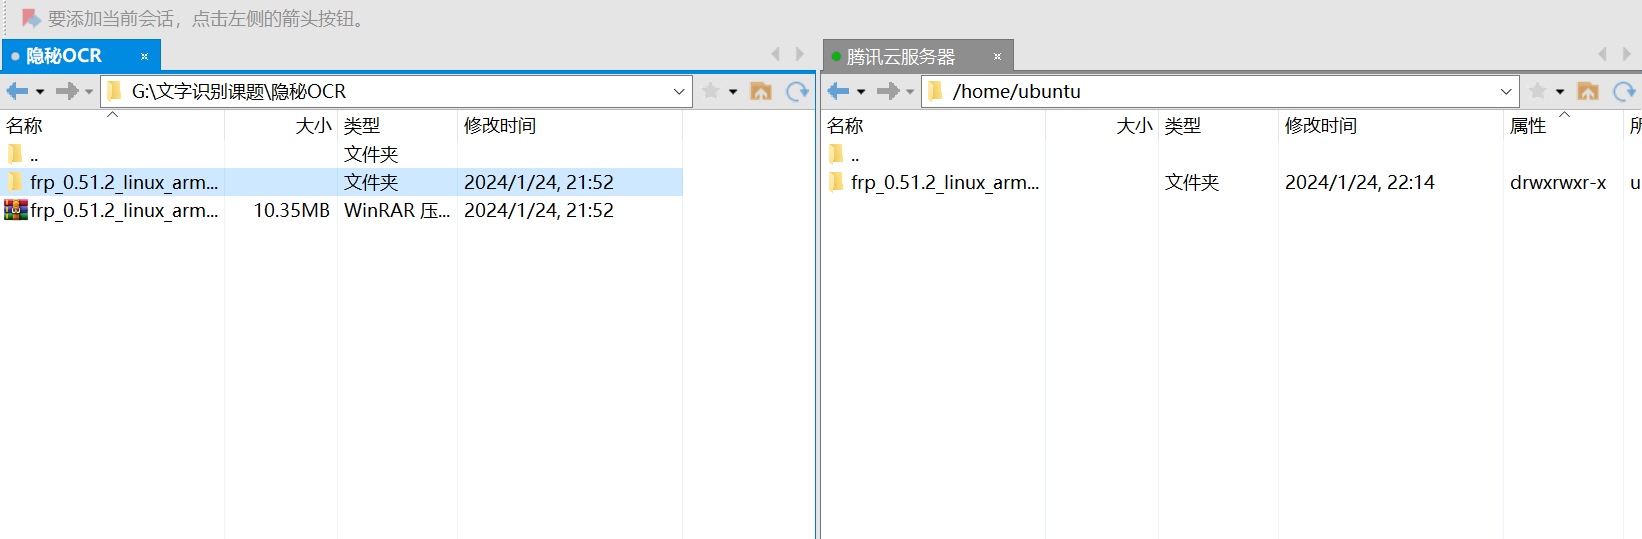 要添加当前会话，点击左侧的箭头按钮。
隐秘OCR
G:\文字识别课题\隐秘OCR
名称 大小 类型 修改时间
.. 文件夹
frp_0.51.2_linux_arm... 文件夹 2024/1/24, 21:52
frp_0.51.2_linux_arm... 10.35MB WinRAR 压... 2024/1/24, 21:52
腾讯云服务器
/home/ubuntu
名称 大小 类型 修改时间 属性
..
frp_0.51.2_linux_arm... 文件夹 2024/1/24, 22:14 drwxrwxr-x u